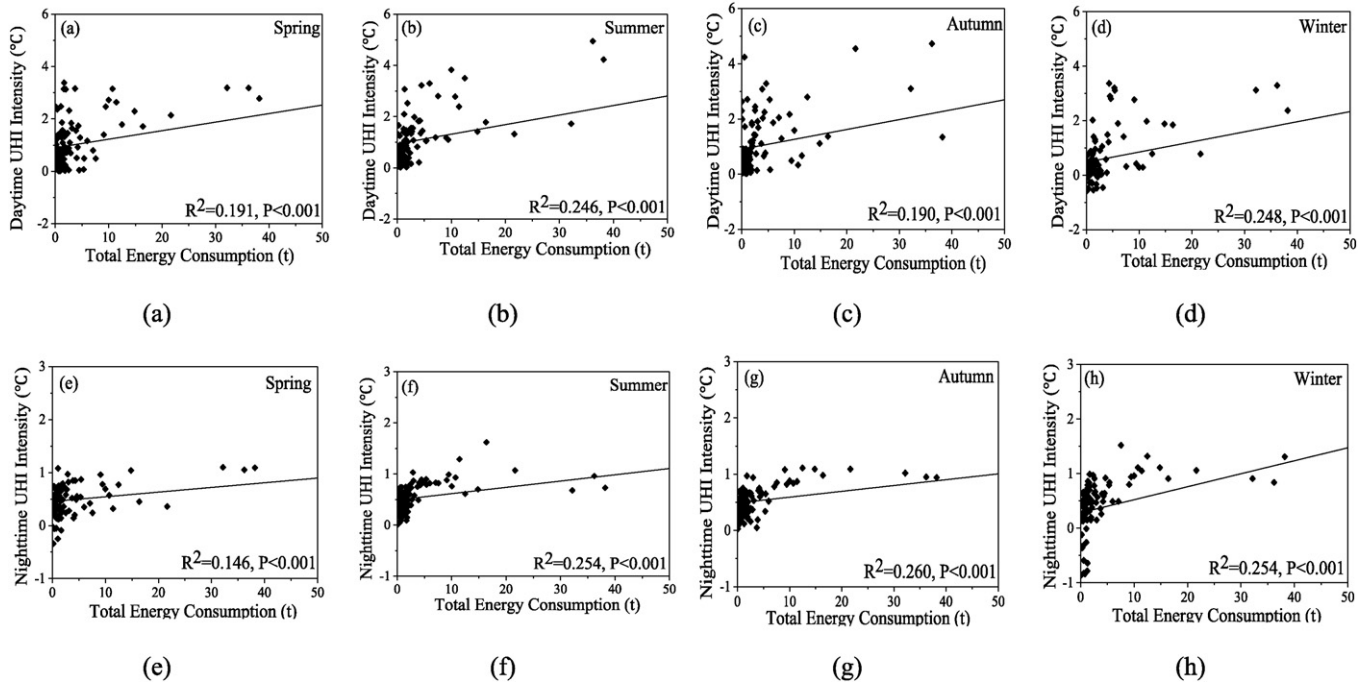 (a) Spring
Daytime UHI Intensity (°C)
6
4
2
0
-2
R²=0.191, P<0.001
0 10 20 30 40 50
Total Energy Consumption (t)
(a)
(b) Summer
Daytime UHI Intensity (°C)
6
4
2
0
-2
R²=0.246, P<0.001
0 10 20 30 40 50
Total Energy Consumption (t)
(b)
(c) Autumn
Daytime UHI Intensity (°C)
6
4
2
0
-2
R²=0.190, P<0.001
0 10 20 30 40 50
Total Energy Consumption (t)
(c)
(d) Winter
Daytime UHI Intensity (°C)
6
4
2
0
-2
R²=0.248, P<0.001
0 10 20 30 40 50
Total Energy Consumption (t)
(d)
(e) Spring
Nighttime UHI Intensity (°C)
3
2
1
0
-1
R²=0.146, P<0.001
0 10 20 30 40 50
Total Energy Consumption (t)
(e)
(f) Summer
Nighttime UHI Intensity (°C)
3
2
1
0
-1
R²=0.254, P<0.001
0 10 20 30 40 50
Total Energy Consumption (t)
(f)
(g) Autumn
Nighttime UHI Intensity (°C)
3
2
1
0
-1
R²=0.260, P<0.001
0 10 20 30 40 50
Total Energy Consumption (t)
(g)
(h) Winter
Nighttime UHI Intensity (°C)
3
2
1
0
-1
R²=0.254, P<0.001
0 10 20 30 40 50
Total Energy Consumption (t)
(h)